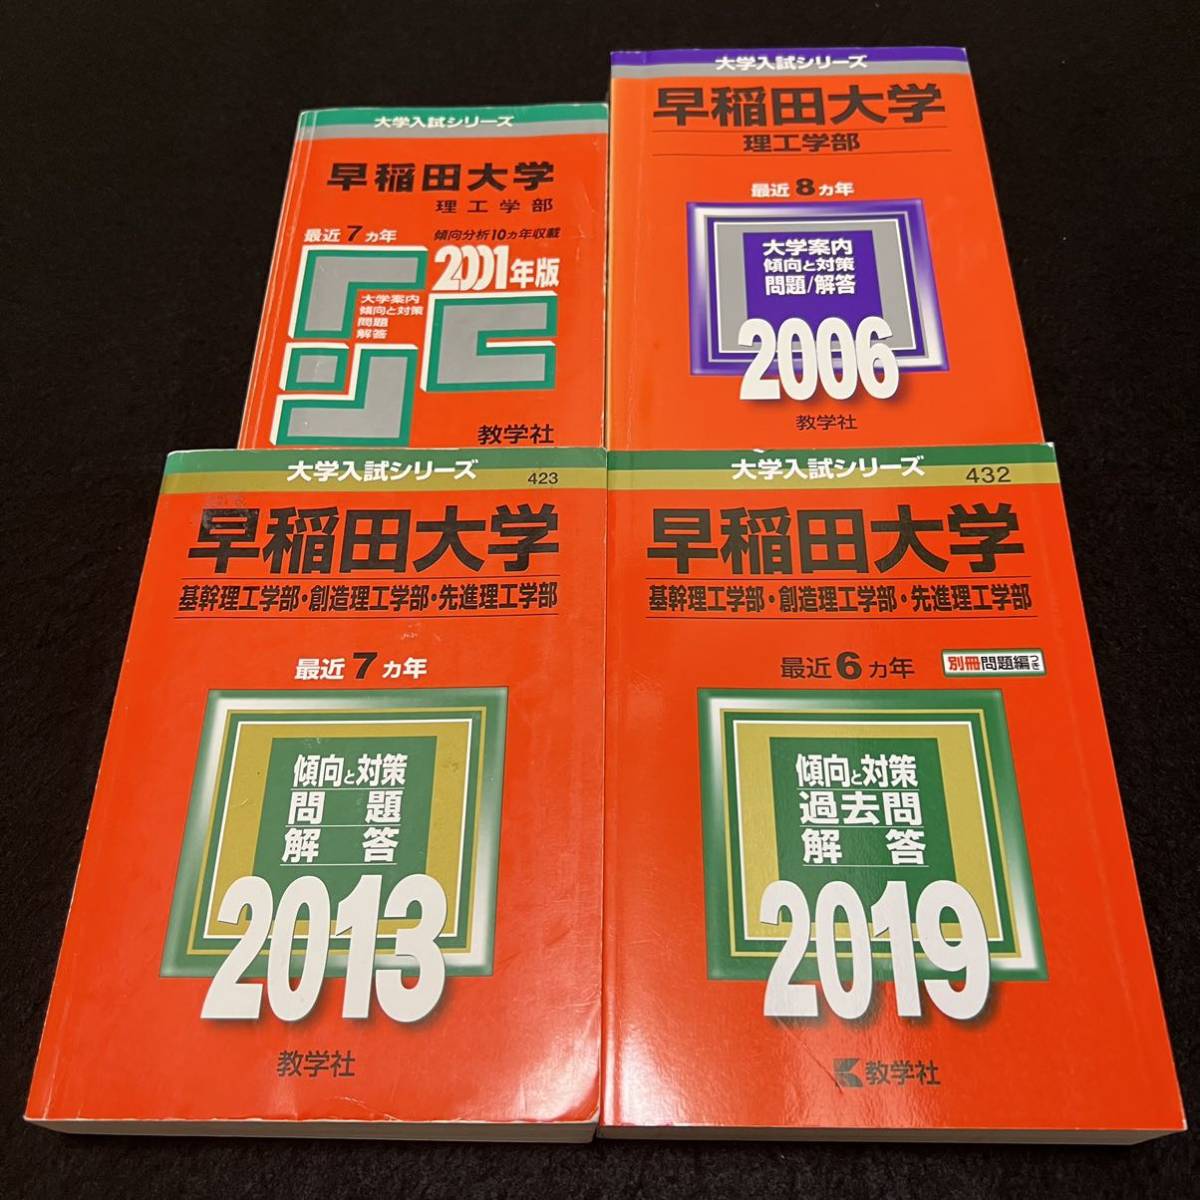 大学入試シリーズ
早稲田大学
理工学部
最近7ヵ年
傾向分析10ヵ年収載
2001年版
大学案内
傾向と対策
問題
解答
教学社
大学入試シリーズ
早稲田大学
理工学部
最近8ヵ年
大学案内
傾向と対策
問題/解答
2006
教学社
大学入試シリーズ
423
早稲田大学
基幹理工学部・創造理工学部・先進理工学部
最近7ヵ年
傾向と対策
問題
解答
2013
教学社
大学入試シリーズ
432
早稲田大学
基幹理工学部・創造理工学部・先進理工学部
最近6ヵ年
別冊問題編つき
傾向と対策
過去問
解答
2019
教学社